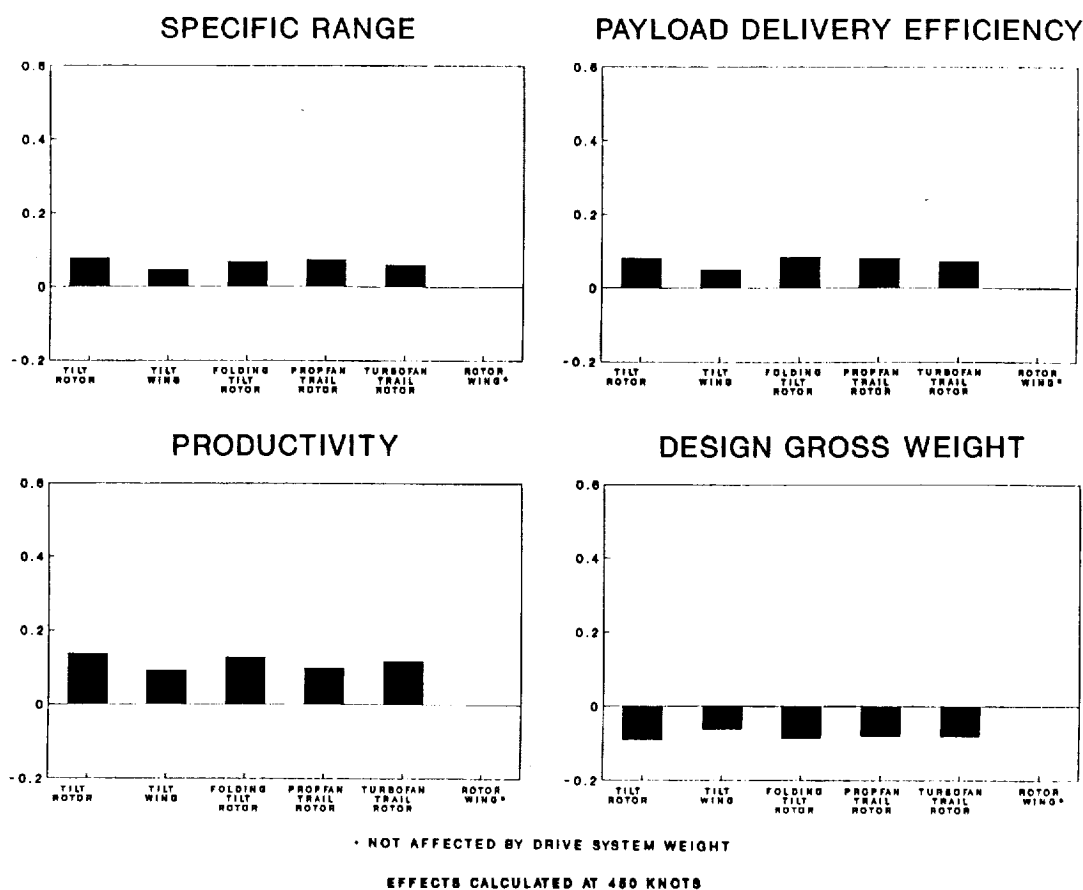 SPECIFIC RANGE
0.6
0.4
0.2
0
-0.2
TILT ROTOR
TILT WING
FOLDING TILT ROTOR
PROPFAN TRAIL ROTOR
TURBOFAN TRAIL ROTOR
ROTOR WING*
PAYLOAD DELIVERY EFFICIENCY
0.6
0.4
0.2
0
-0.2
TILT ROTOR
TILT WING
FOLDING TILT ROTOR
PROPFAN TRAIL ROTOR
TURBOFAN TRAIL ROTOR
ROTOR WING*
PRODUCTIVITY
0.6
0.4
0.2
0
-0.2
TILT ROTOR
TILT WING
FOLDING TILT ROTOR
PROPFAN TRAIL ROTOR
TURBOFAN TRAIL ROTOR
ROTOR WING*
DESIGN GROSS WEIGHT
0.6
0.4
0.2
0
-0.2
TILT ROTOR
TILT WING
FOLDING TILT ROTOR
PROPFAN TRAIL ROTOR
TURBOFAN TRAIL ROTOR
ROTOR WING*
* NOT AFFECTED BY DRIVE SYSTEM WEIGHT
EFFECTS CALCULATED AT 450 KNOTS